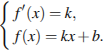 f′(x) = k,
f(x) = kx + b.